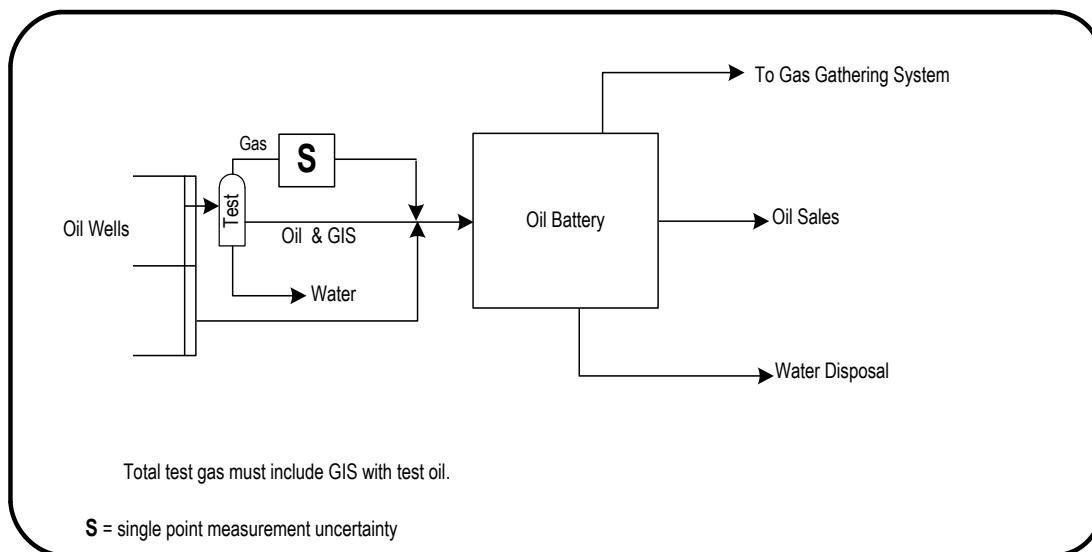 To Gas Gathering System
Gas
S
Test
Oil Wells
Oil & GIS
Oil Battery
Oil Sales
Water
Water Disposal
Total test gas must include GIS with test oil.
S = single point measurement uncertainty